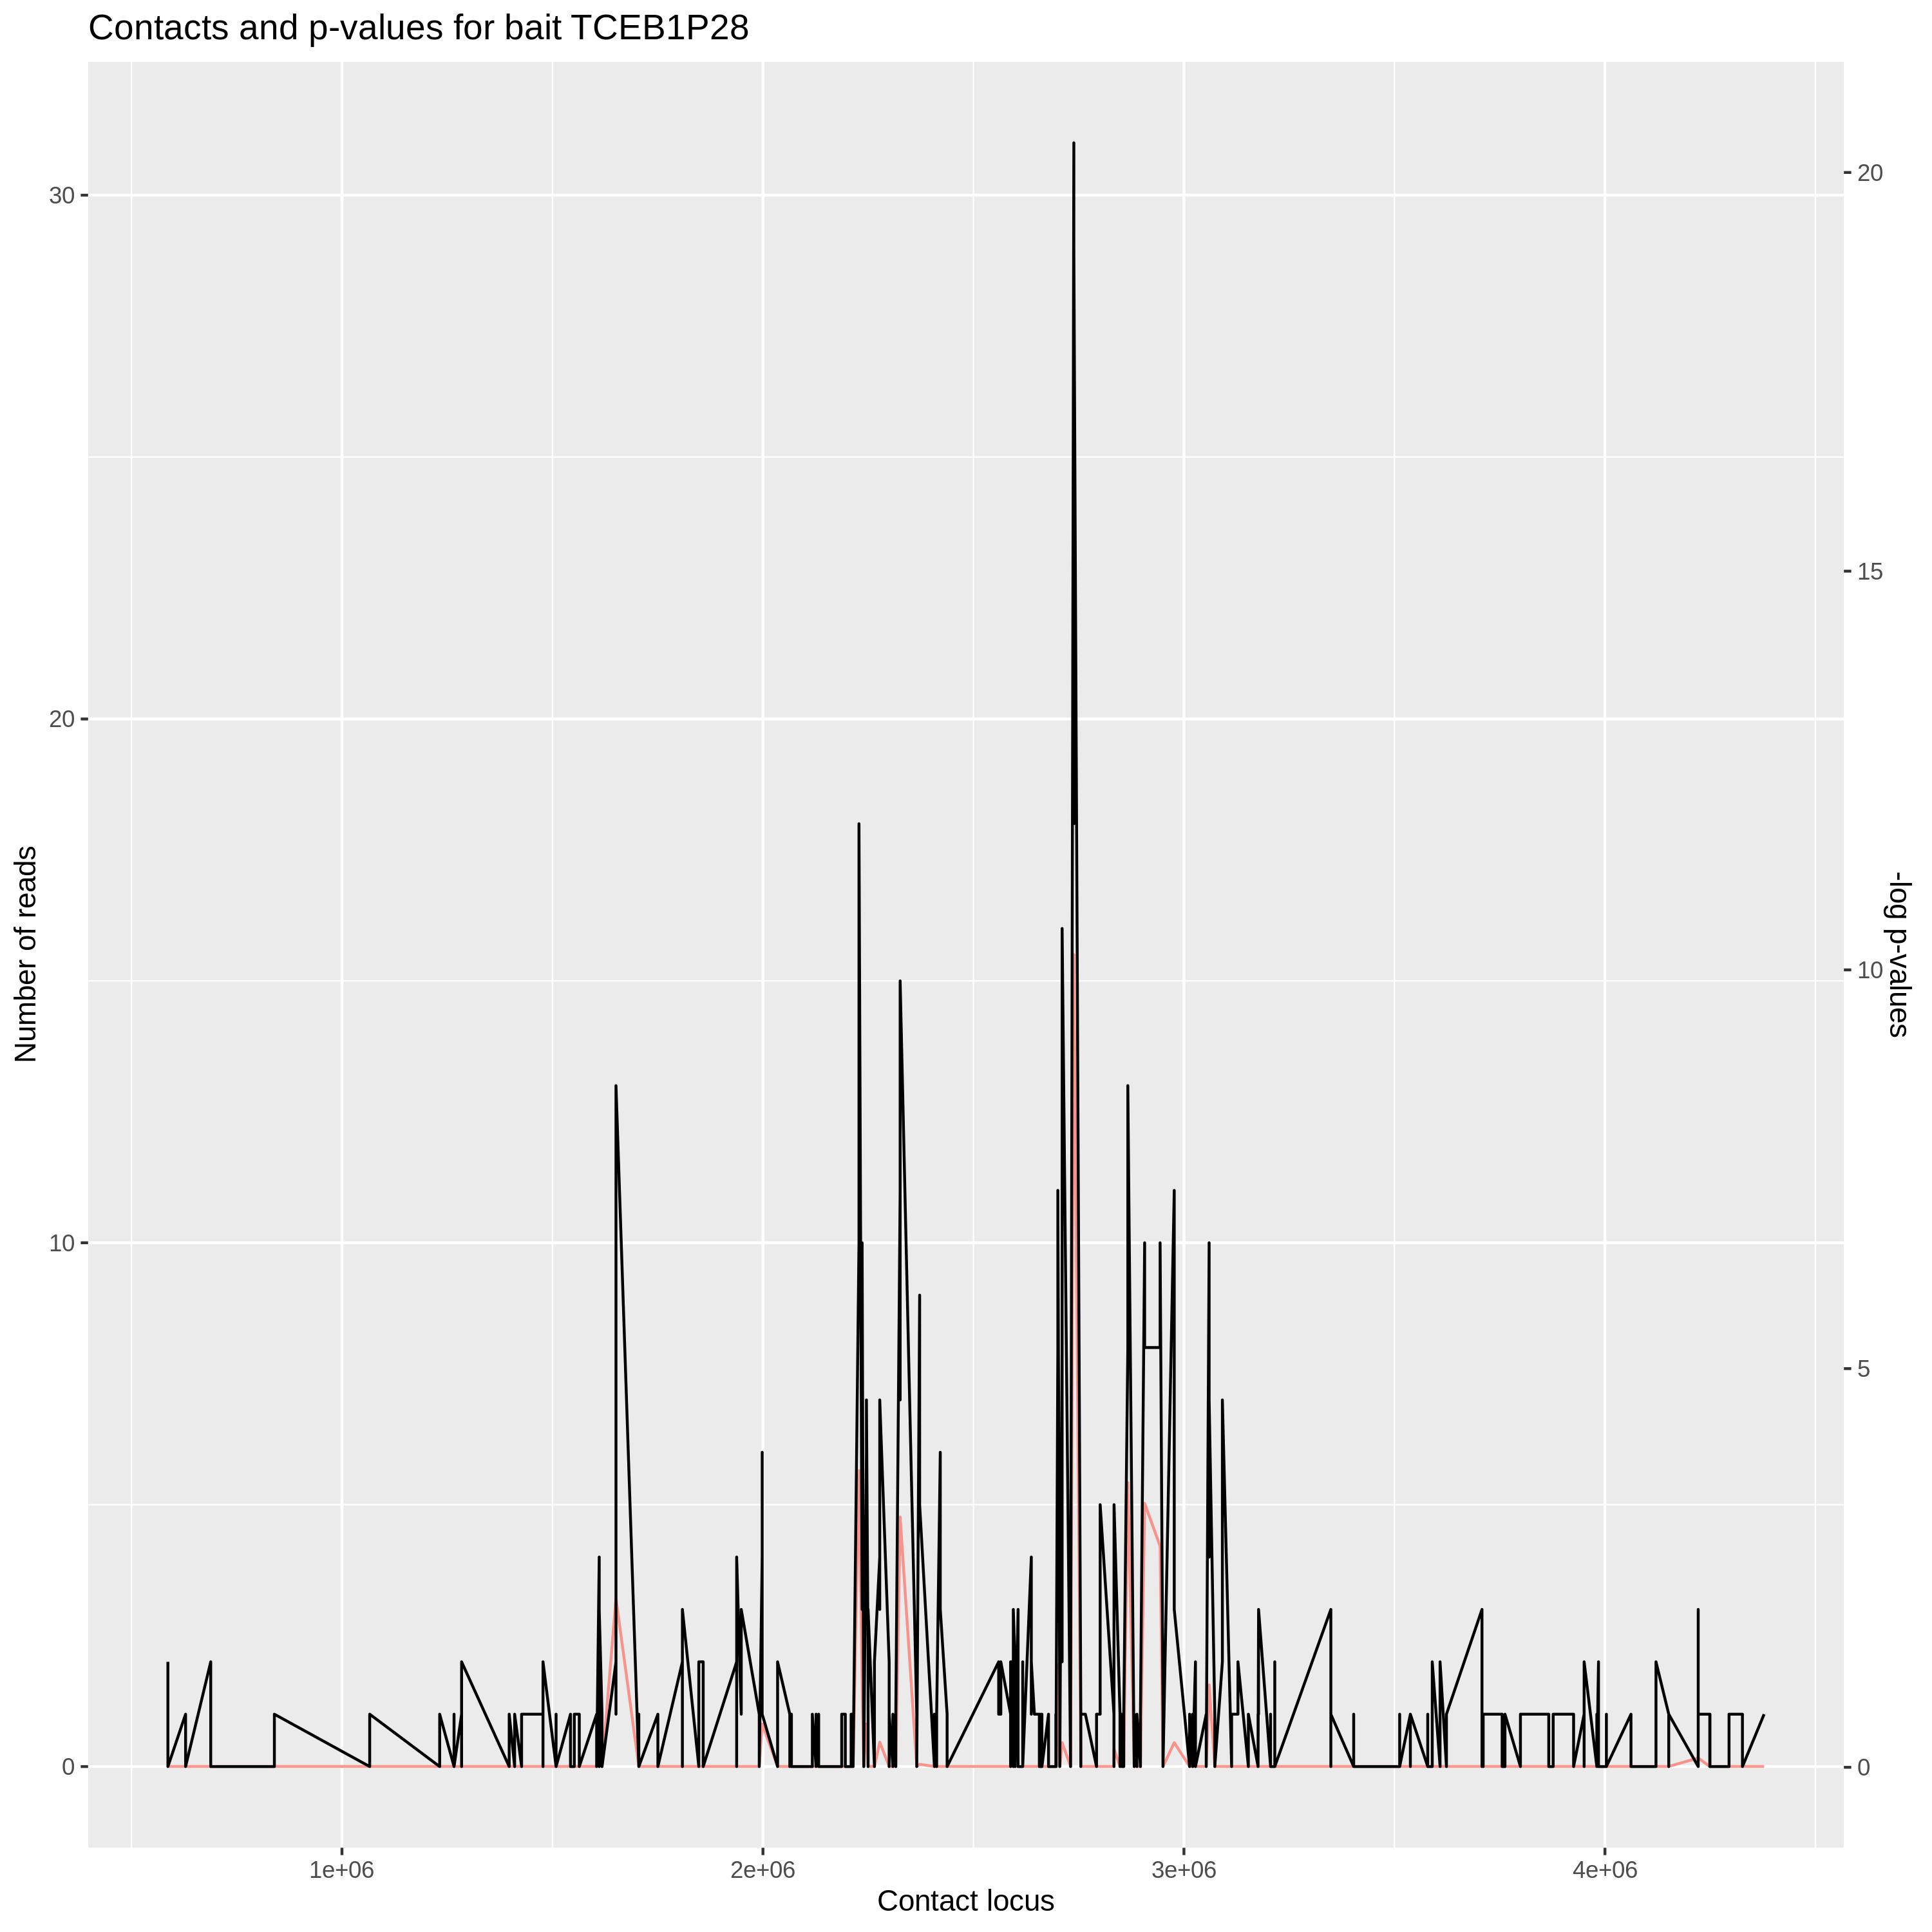 Contacts and p-values for bait TCEB1P28
30
20
10
0
Number of reads
20
15
10
5
0
-log p-values
1e+06
2e+06
3e+06
4e+06
Contact locus